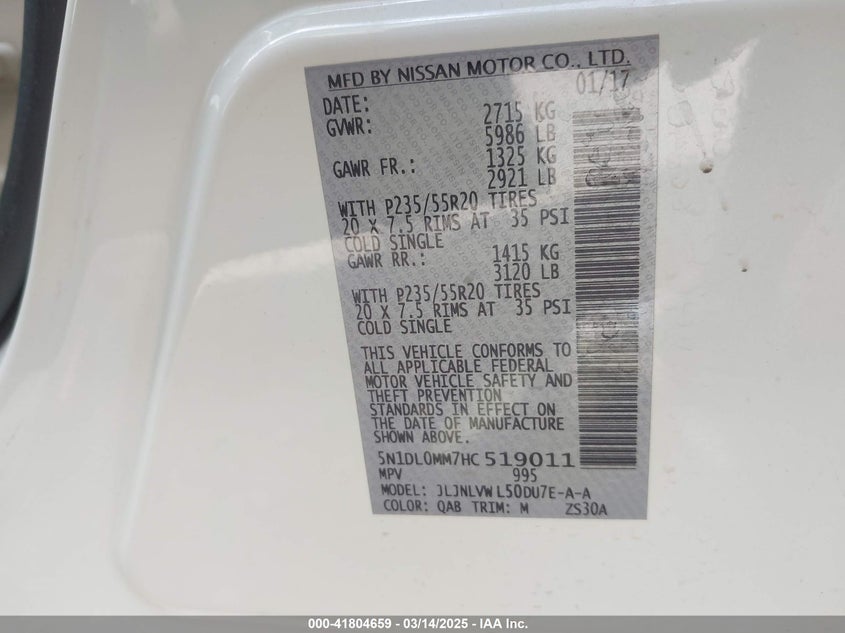 MFD BY NISSAN MOTOR CO., LTD.
DATE: 01/17
GVWR: 2715 KG
5986 LB
GAWR FR.: 1325 KG
2921 LB
WITH P235/55R20 TIRES
20 X 7.5 RIMS AT 35 PSI
COLD SINGLE
GAWR RR.: 1415 KG
3120 LB
WITH P235/55R20 TIRES
20 X 7.5 RIMS AT 35 PSI
COLD SINGLE
THIS VEHICLE CONFORMS TO
ALL APPLICABLE FEDERAL
MOTOR VEHICLE SAFETY AND
THEFT PREVENTION
STANDARDS IN EFFECT ON
THE DATE OF MANUFACTURE
SHOWN ABOVE.
5N1DL0MM7HC 519011
MPV 995
MODEL: JLJNLVW L50DU7E-A-A
COLOR: QAB TRIM: M ZS30A
000-41804659 - 03/14/2025 - IAA Inc.